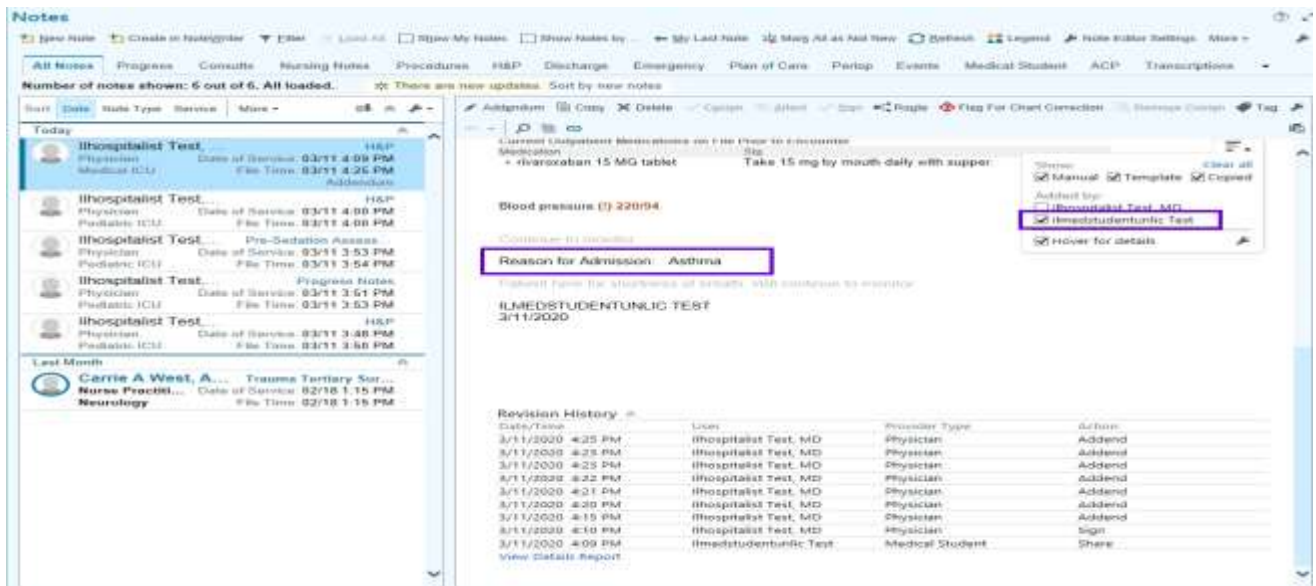 Notes
New Note Create in NoteWriter Filter Load All Show My Notes Show Notes by ... My Last Note Mark All as Not New Refresh Legend Note Editor Settings More
All Notes Progress Consults Nursing Notes Procedures H&P Discharge Emergency Plan of Care Periop Events Medical Student ACP Transcriptions
Number of notes shown: 6 out of 6. All loaded. There are new updates. Sort by new notes
Sort Date Note Type Service More
Today
Ilhospitalist Test, ... H&P
Physician Date of Service: 03/11 4:09 PM
Medical ICU File Time: 03/11 4:25 PM
Addendum
Ilhospitalist Test, ... H&P
Physician Date of Service: 03/11 4:00 PM
Pediatric ICU File Time: 03/11 4:00 PM
Ilhospitalist Test, ... Pre-Sedation Assess
Physician Date of Service: 03/11 3:53 PM
Pediatric ICU File Time: 03/11 3:54 PM
Ilhospitalist Test, ... Progress Notes
Physician Date of Service: 03/11 3:51 PM
Pediatric ICU File Time: 03/11 3:53 PM
Ilhospitalist Test, ... H&P
Physician Date of Service: 03/11 3:48 PM
Pediatric ICU File Time: 03/11 3:50 PM
Last Month
Carrie A West, A... Trauma Tertiary Sur...
Nurse Practiti... Date of Service: 02/18 1:15 PM
Neurology File Time: 02/18 1:15 PM
Addendum Copy Delete Cosign Attest Sign Route Flag For Chart Correction Tag
Current Outpatient Medications on File Prior to Encounter
Medication Sig
• rivaroxaban 15 MG tablet Take 15 mg by mouth daily with supper
Show: Clear all
Manual Template Copied
Added by:
Ilhospitalist Test, MD
Ilmedstudentunlic Test
Hover for details
Blood pressure (!) 220/94
Continue to monitor
Reason for Admission: Asthma
Patient here for shortness of breath. Will continue to monitor
ILMEDSTUDENTUNLIC TEST
3/11/2020
Revision History
Date/Time User Provider Type Action
3/11/2020 4:25 PM Ilhospitalist Test, MD Physician Addend
3/11/2020 4:23 PM Ilhospitalist Test, MD Physician Addend
3/11/2020 4:23 PM Ilhospitalist Test, MD Physician Addend
3/11/2020 4:22 PM Ilhospitalist Test, MD Physician Addend
3/11/2020 4:21 PM Ilhospitalist Test, MD Physician Addend
3/11/2020 4:20 PM Ilhospitalist Test, MD Physician Addend
3/11/2020 4:15 PM Ilhospitalist Test, MD Physician Addend
3/11/2020 4:10 PM Ilhospitalist Test, MD Physician Sign
3/11/2020 4:09 PM Ilmedstudentunlic Test Medical Student Share
View Details Report